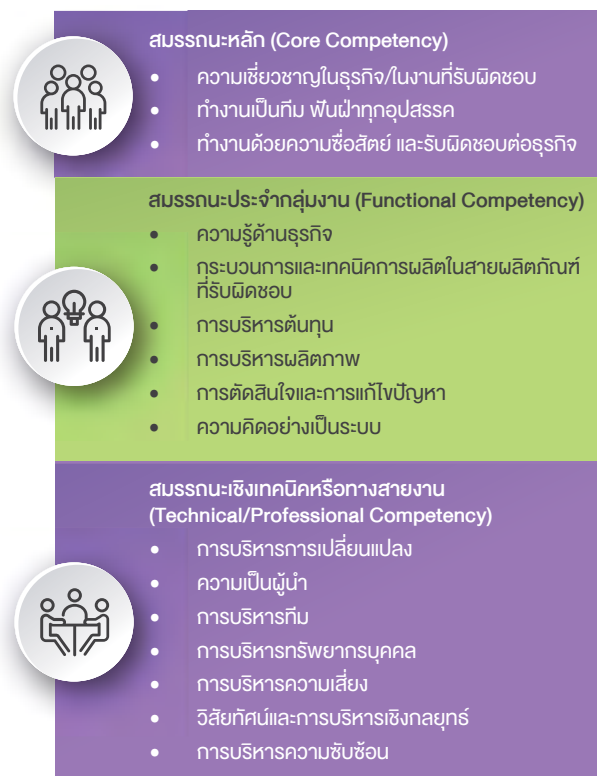 สมรรถนะหลัก (Core Competency)
• ความเชี่ยวชาญในธุรกิจ/ในงานที่รับผิดชอบ
• ทำงานเป็นทีม ฟันฝ่าทุกอุปสรรค
• ทำงานด้วยความซื่อสัตย์ และรับผิดชอบต่อธุรกิจ
สมรรถนะประจำกลุ่มงาน (Functional Competency)
• ความรู้ด้านธุรกิจ
• กระบวนการและเทคนิคการผลิตในสายผลิตภัณฑ์
ที่รับผิดชอบ
• การบริหารต้นทุน
• การบริหารผลิตภาพ
• การตัดสินใจและการแก้ไขปัญหา
• ความคิดอย่างเป็นระบบ
สมรรถนะเชิงเทคนิคหรือทางสายงาน
(Technical/Professional Competency)
• การบริหารการเปลี่ยนแปลง
• ความเป็นผู้นำ
• การบริหารทีม
• การบริหารทรัพยากรบุคคล
• การบริหารความเสี่ยง
• วิสัยทัศน์และการบริหารเชิงกลยุทธ์
• การบริหารความซับซ้อน